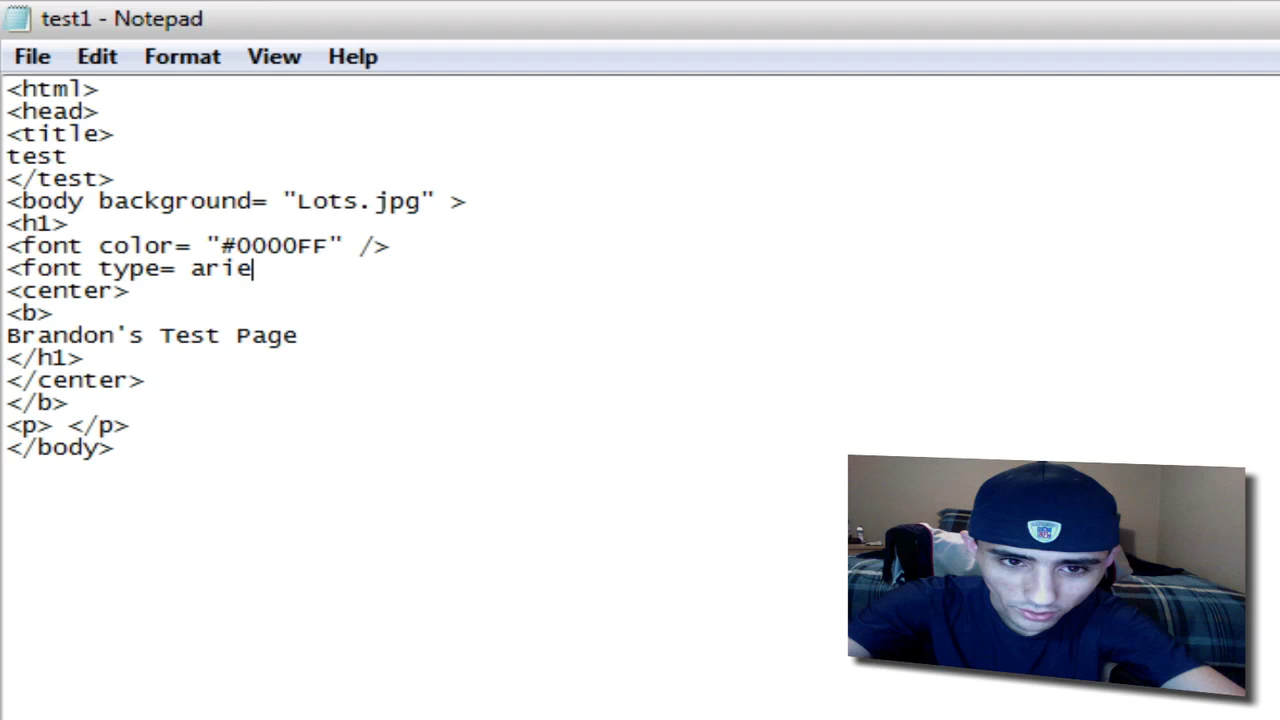 test1 - Notepad
File Edit Format View Help
<html>
<head>
<title>
test
</test>
<body background= "Lots.jpg" >
<h1>
<font color= "#0000FF" />
<font type= arie
<center>
<b>
Brandon's Test Page
</h1>
</center>
</b>
<p> </p>
</body>